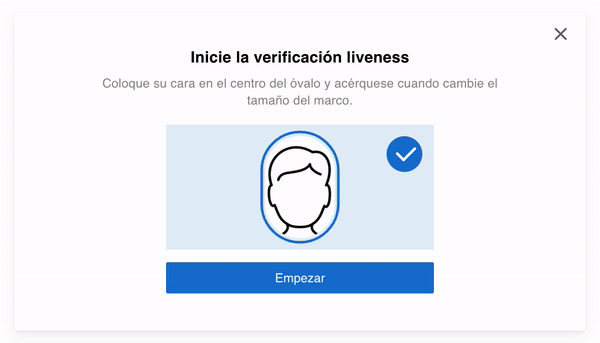 Inicie la verificación liveness
Coloque su cara en el centro del óvalo y acérquese cuando cambie el
tamaño del marco.
Empezar